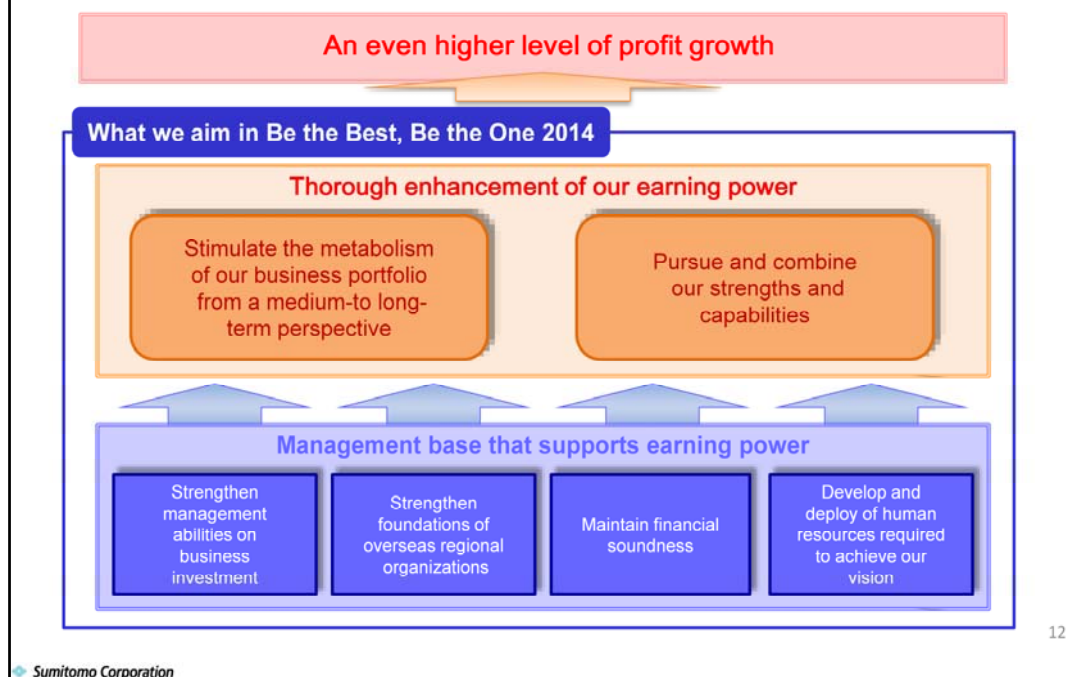 An even higher level of profit growth
What we aim in Be the Best, Be the One 2014
Thorough enhancement of our earning power
Stimulate the metabolism
of our business portfolio
from a medium-to long-
term perspective
Pursue and combine
our strengths and
capabilities
Management base that supports earning power
Strengthen
management
abilities on
business
investment
Strengthen
foundations of
overseas regional
organizations
Maintain financial
soundness
Develop and
deploy of human
resources required
to achieve our
vision
12
Sumitomo Corporation